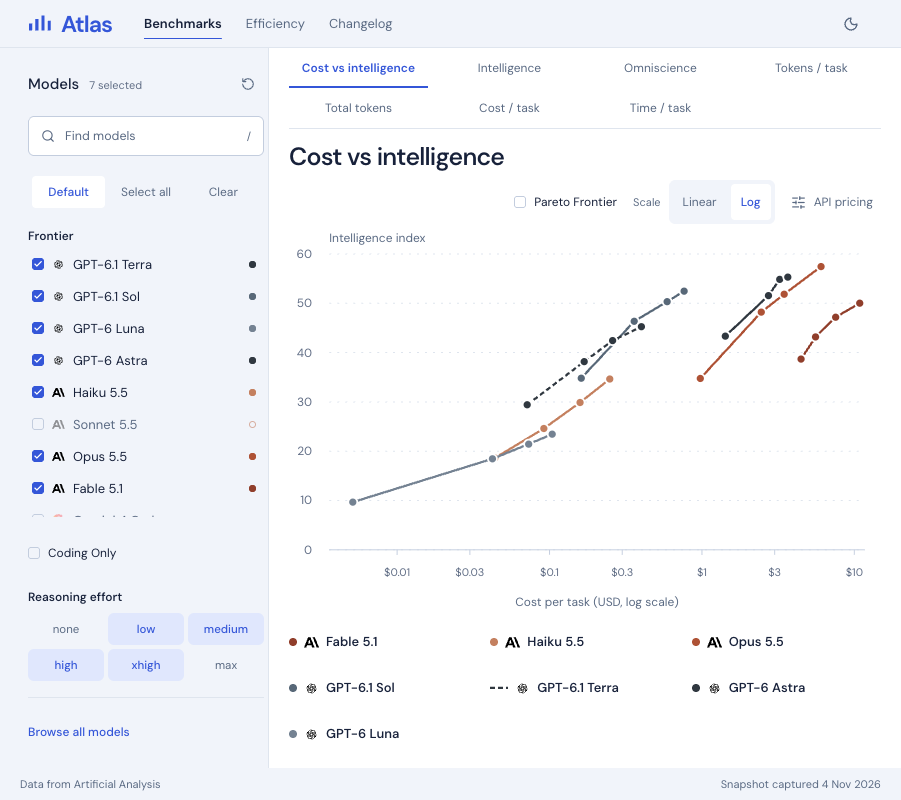 Atlas
Benchmarks
Efficiency
Changelog
Models 7 selected
Find models /
Default
Select all
Clear
Frontier
GPT-6.1 Terra
GPT-6.1 Sol
GPT-6 Luna
GPT-6 Astra
Haiku 5.5
Sonnet 5.5
Opus 5.5
Fable 5.1
Coding Only
Reasoning effort
none
low
medium
high
xhigh
max
Browse all models
Cost vs intelligence
Intelligence
Omniscience
Tokens / task
Total tokens
Cost / task
Time / task
Cost vs intelligence
Pareto Frontier
Scale
Linear
Log
API pricing
Intelligence index
60
50
40
30
20
10
0
$0.01
$0.03
$0.1
$0.3
$1
$3
$10
Cost per task (USD, log scale)
Fable 5.1
Haiku 5.5
Opus 5.5
GPT-6.1 Sol
GPT-6.1 Terra
GPT-6 Astra
GPT-6 Luna
Data from Artificial Analysis
Snapshot captured 4 Nov 2026